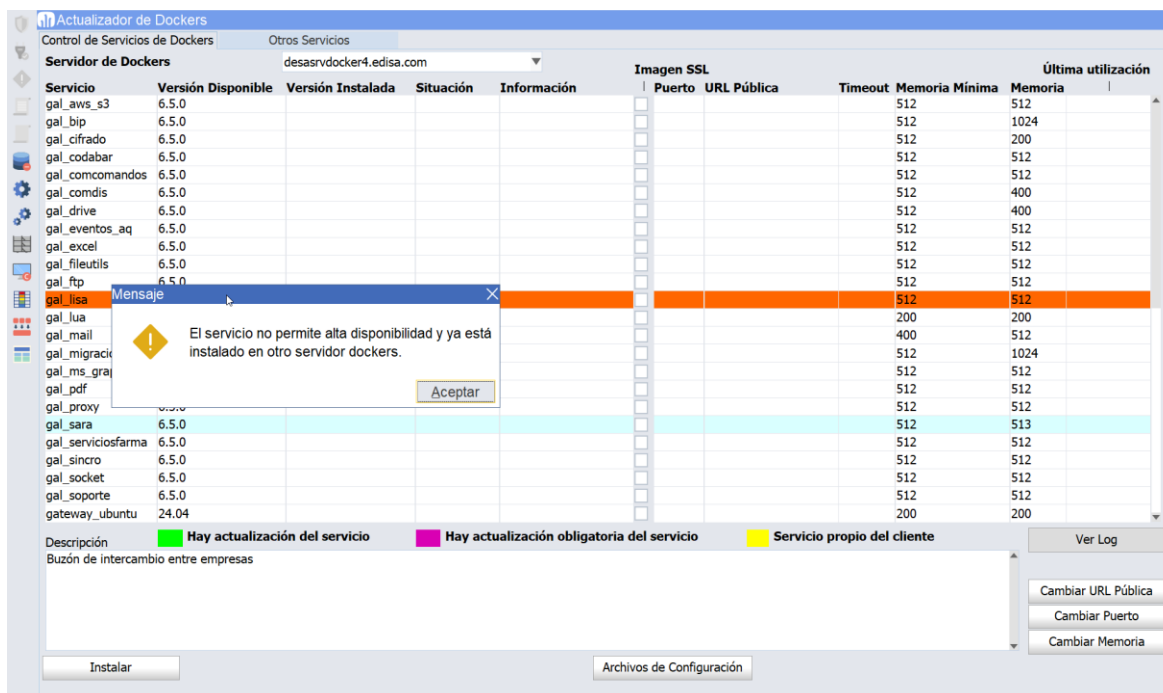 Actualizador de Dockers
Control de Servicios de Dockers Otros Servicios
Servidor de Dockers desasrvdocker4.edisa.com
Imagen SSL Última utilización
Servicio Versión Disponible Versión Instalada Situación Información Puerto URL Pública Timeout Memoria Mínima Memoria
gal_aws_s3 6.5.0 512 512
gal_bip 6.5.0 512 1024
gal_cifrado 6.5.0 512 200
gal_codabar 6.5.0 512 512
gal_comcomandos 6.5.0 512 512
gal_comdis 6.5.0 512 400
gal_drive 6.5.0 512 400
gal_eventos_aq 6.5.0 512 512
gal_excel 6.5.0 512 512
gal_fileutils 6.5.0 512 512
gal_ftp 6.5.0 512 512
gal_lisa 512 512
gal_lua 200 200
gal_mail 400 512
gal_migracio 512 1024
gal_ms_grap 512 512
gal_pdf 512 512
gal_proxy 6.5.0 512 512
gal_sara 6.5.0 512 513
gal_serviciosfarma 6.5.0 512 512
gal_sincro 6.5.0 512 512
gal_socket 6.5.0 512 512
gal_soporte 6.5.0 512 512
gateway_ubuntu 24.04 200 200
Mensaje
El servicio no permite alta disponibilidad y ya está
instalado en otro servidor dockers.
Aceptar
Descripción Hay actualización del servicio Hay actualización obligatoria del servicio Servicio propio del cliente Ver Log
Buzón de intercambio entre empresas
Cambiar URL Pública
Cambiar Puerto
Cambiar Memoria
Instalar Archivos de Configuración